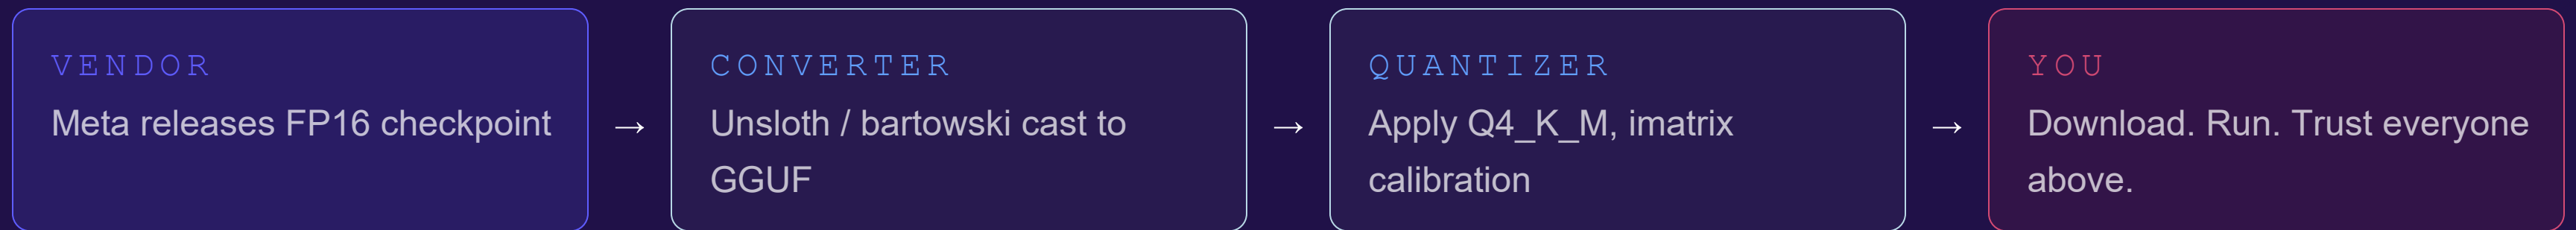 VENDOR
Meta releases FP16 checkpoint
→
CONVERTER
Unsloth / bartowski cast to
GGUF
→
QUANTIZER
Apply Q4_K_M, imatrix
calibration
→
YOU
Download. Run. Trust everyone
above.